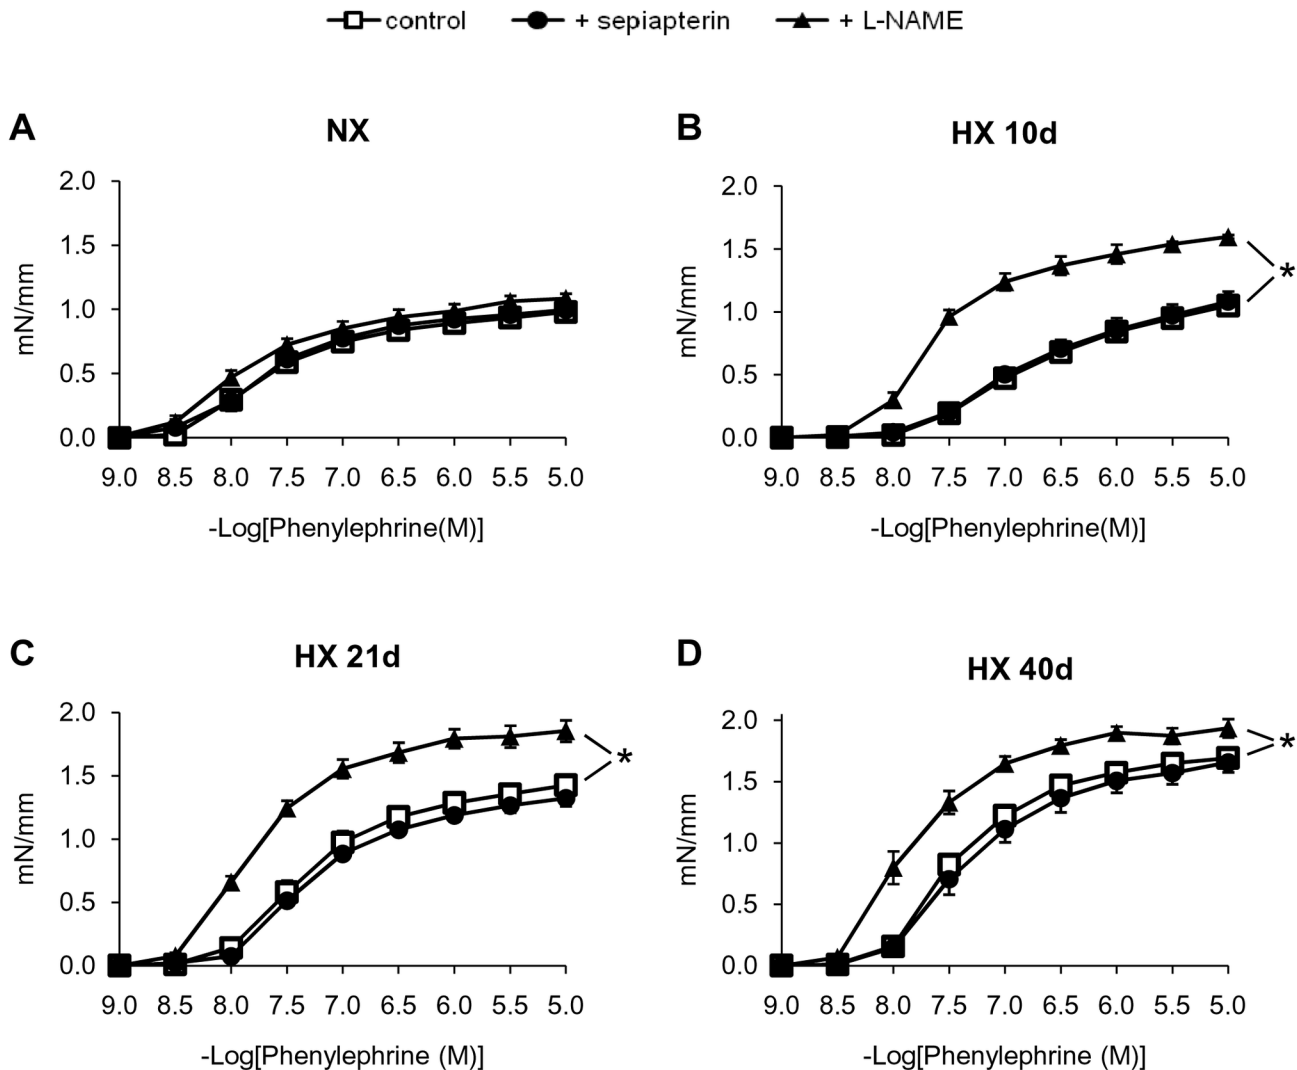 control + sepiapterin + L-NAME
A
NX
2.0
1.5
1.0
0.5
0.0
mN/mm
9.0 8.5 8.0 7.5 7.0 6.5 6.0 5.5 5.0
-Log[Phenylephrine(M)]
B
HX 10d
2.0
1.5
1.0
0.5
0.0
mN/mm
*
9.0 8.5 8.0 7.5 7.0 6.5 6.0 5.5 5.0
-Log[Phenylephrine(M)]
C
HX 21d
2.0
1.5
1.0
0.5
0.0
mN/mm
*
9.0 8.5 8.0 7.5 7.0 6.5 6.0 5.5 5.0
-Log[Phenylephrine (M)]
D
HX 40d
2.0
1.5
1.0
0.5
0.0
mN/mm
*
9.0 8.5 8.0 7.5 7.0 6.5 6.0 5.5 5.0
-Log[Phenylephrine (M)]